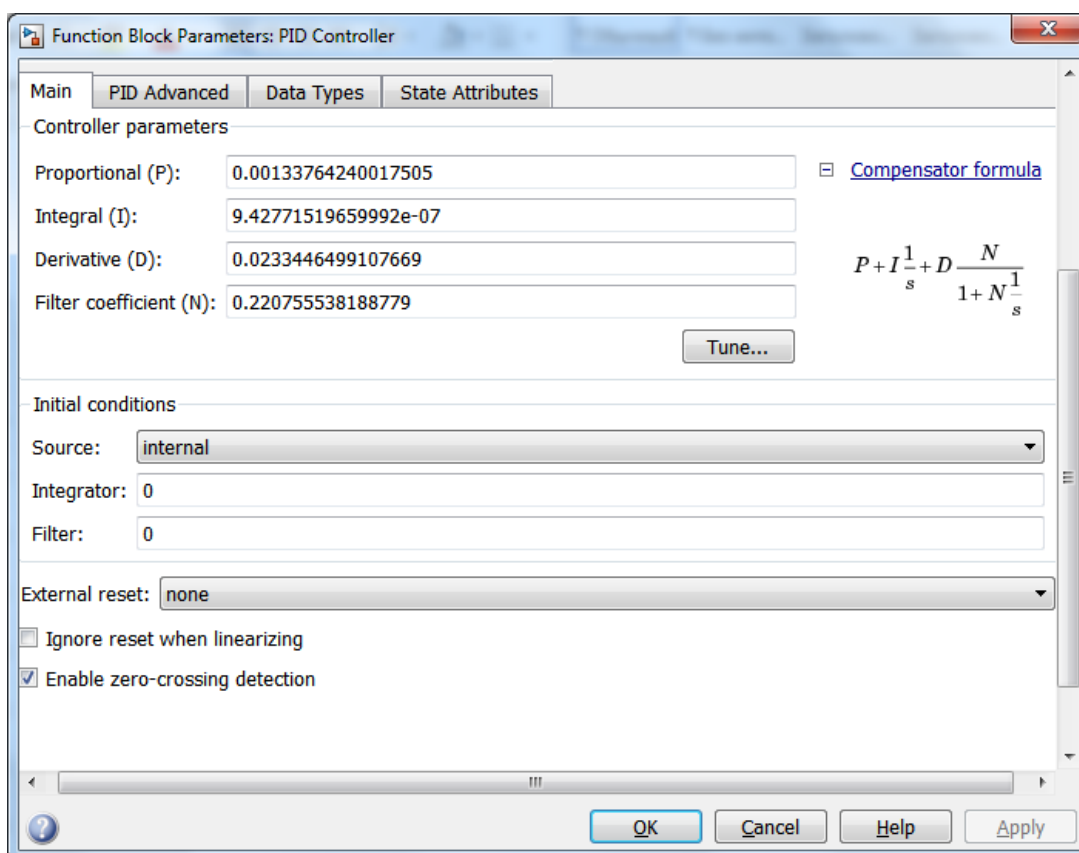 Function Block Parameters: PID Controller
Main PID Advanced Data Types State Attributes
Controller parameters
Proportional (P): 0.00133764240017505
Compensator formula
Integral (I): 9.42771519659992e-07
Derivative (D): 0.0233446499107669
Filter coefficient (N): 0.220755538188779
P + I 1/s + D N/(1 + N 1/s)
Tune...
Initial conditions
Source: internal
Integrator: 0
Filter: 0
External reset: none
Ignore reset when linearizing
Enable zero-crossing detection
OK Cancel Help Apply